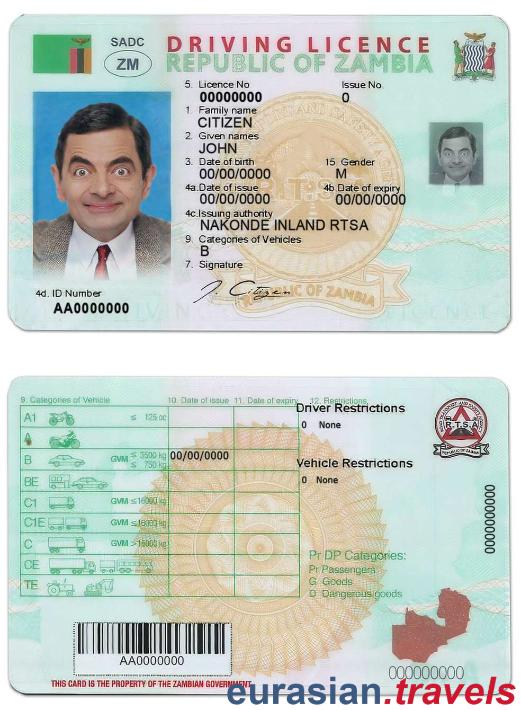 SADC
ZM
DRIVING LICENCE
REPUBLIC OF ZAMBIA
5. Licence No
Issue No
00000000
0
1. Family name
CITIZEN
2. Given names
JOHN
3. Date of birth
15 Gender
00/00/0000
M
4a.Date of issue
4b.Date of expiry
00/00/0000
00/00/0000
4c.Issuing authority
NAKONDE INLAND RTSA
9. Categories of Vehicles
B
7. Signature
J. Citizen
REPUBLIC OF ZAMBIA
4d. ID Number
AA0000000
9. Categories of Vehicle
10. Date of issue
11. Date of expiry
12. Restrictions
A1
≤ 125 cc
B
GVM ≤ 3500 kg
≤ 750 kg
00/00/0000
BE
C1
GVM ≤16000 kg
C1E
GVM ≤16000 kg
C
GVM >16000 kg
CE
TE
Driver Restrictions
0 None
Vehicle Restrictions
0 None
RTSA
REPUBLIC OF ZAMBIA
0000000000
Pr DP Categories:
Pr Passengers
G Goods
D Dangerous goods
AA0000000
000000000
THIS CARD IS THE PROPERTY OF THE ZAMBIAN GOVERNMENT
eurasian.travels